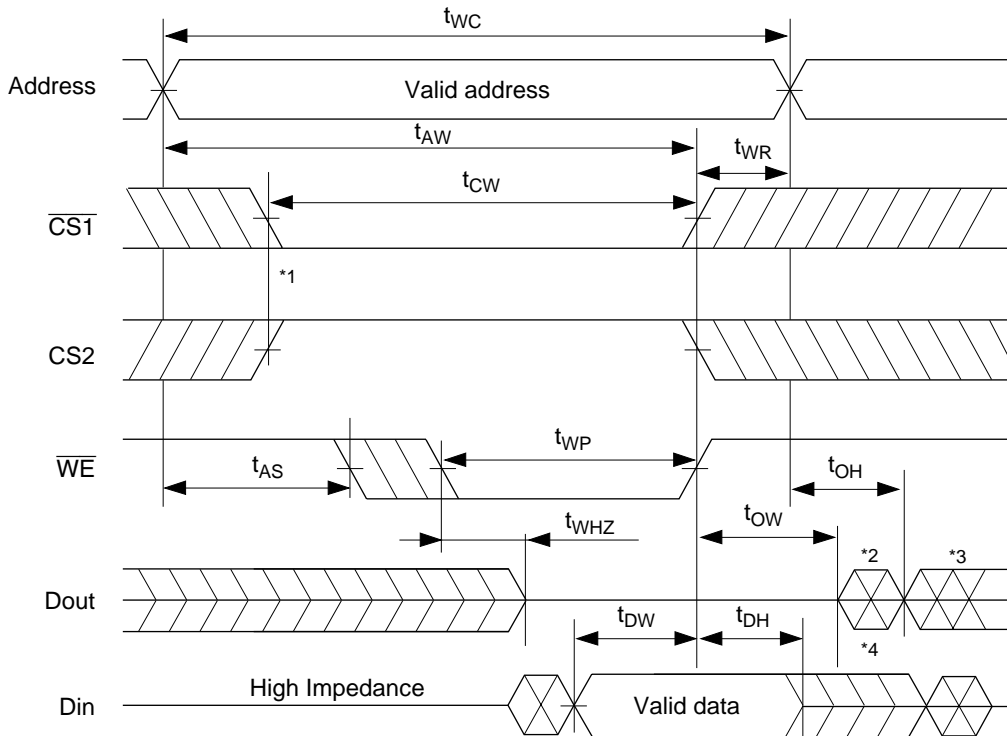 tWC
Address
Valid address
tAW
tWR
tCW
CS1
*1
CS2
WE
tWP
tAS
tOH
tWHZ
tOW
*2
*3
Dout
tDW
tDH
*4
High Impedance
Din
Valid data